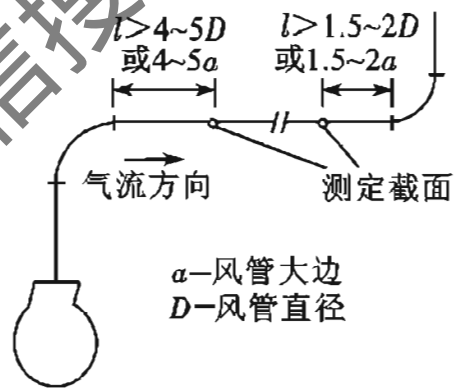 l>4~5D
或4~5a
l>1.5~2D
或1.5~2a
气流方向
测定截面
a—风管大边
D—风管直径